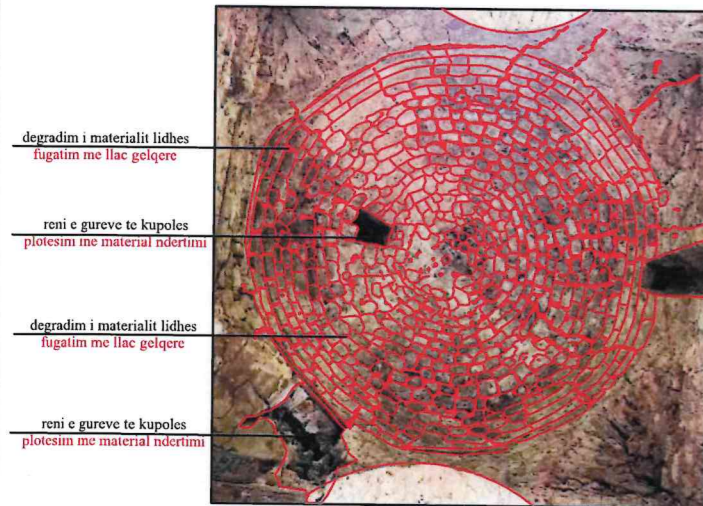 degradim i materialit lidhes
fugatim me llac gelqere
reni e gureve te kupoles
plotesim me material ndertimi
degradim i materialit lidhes
fugatim me llac gelqere
reni e gureve te kupoles
plotesim me material ndertimi